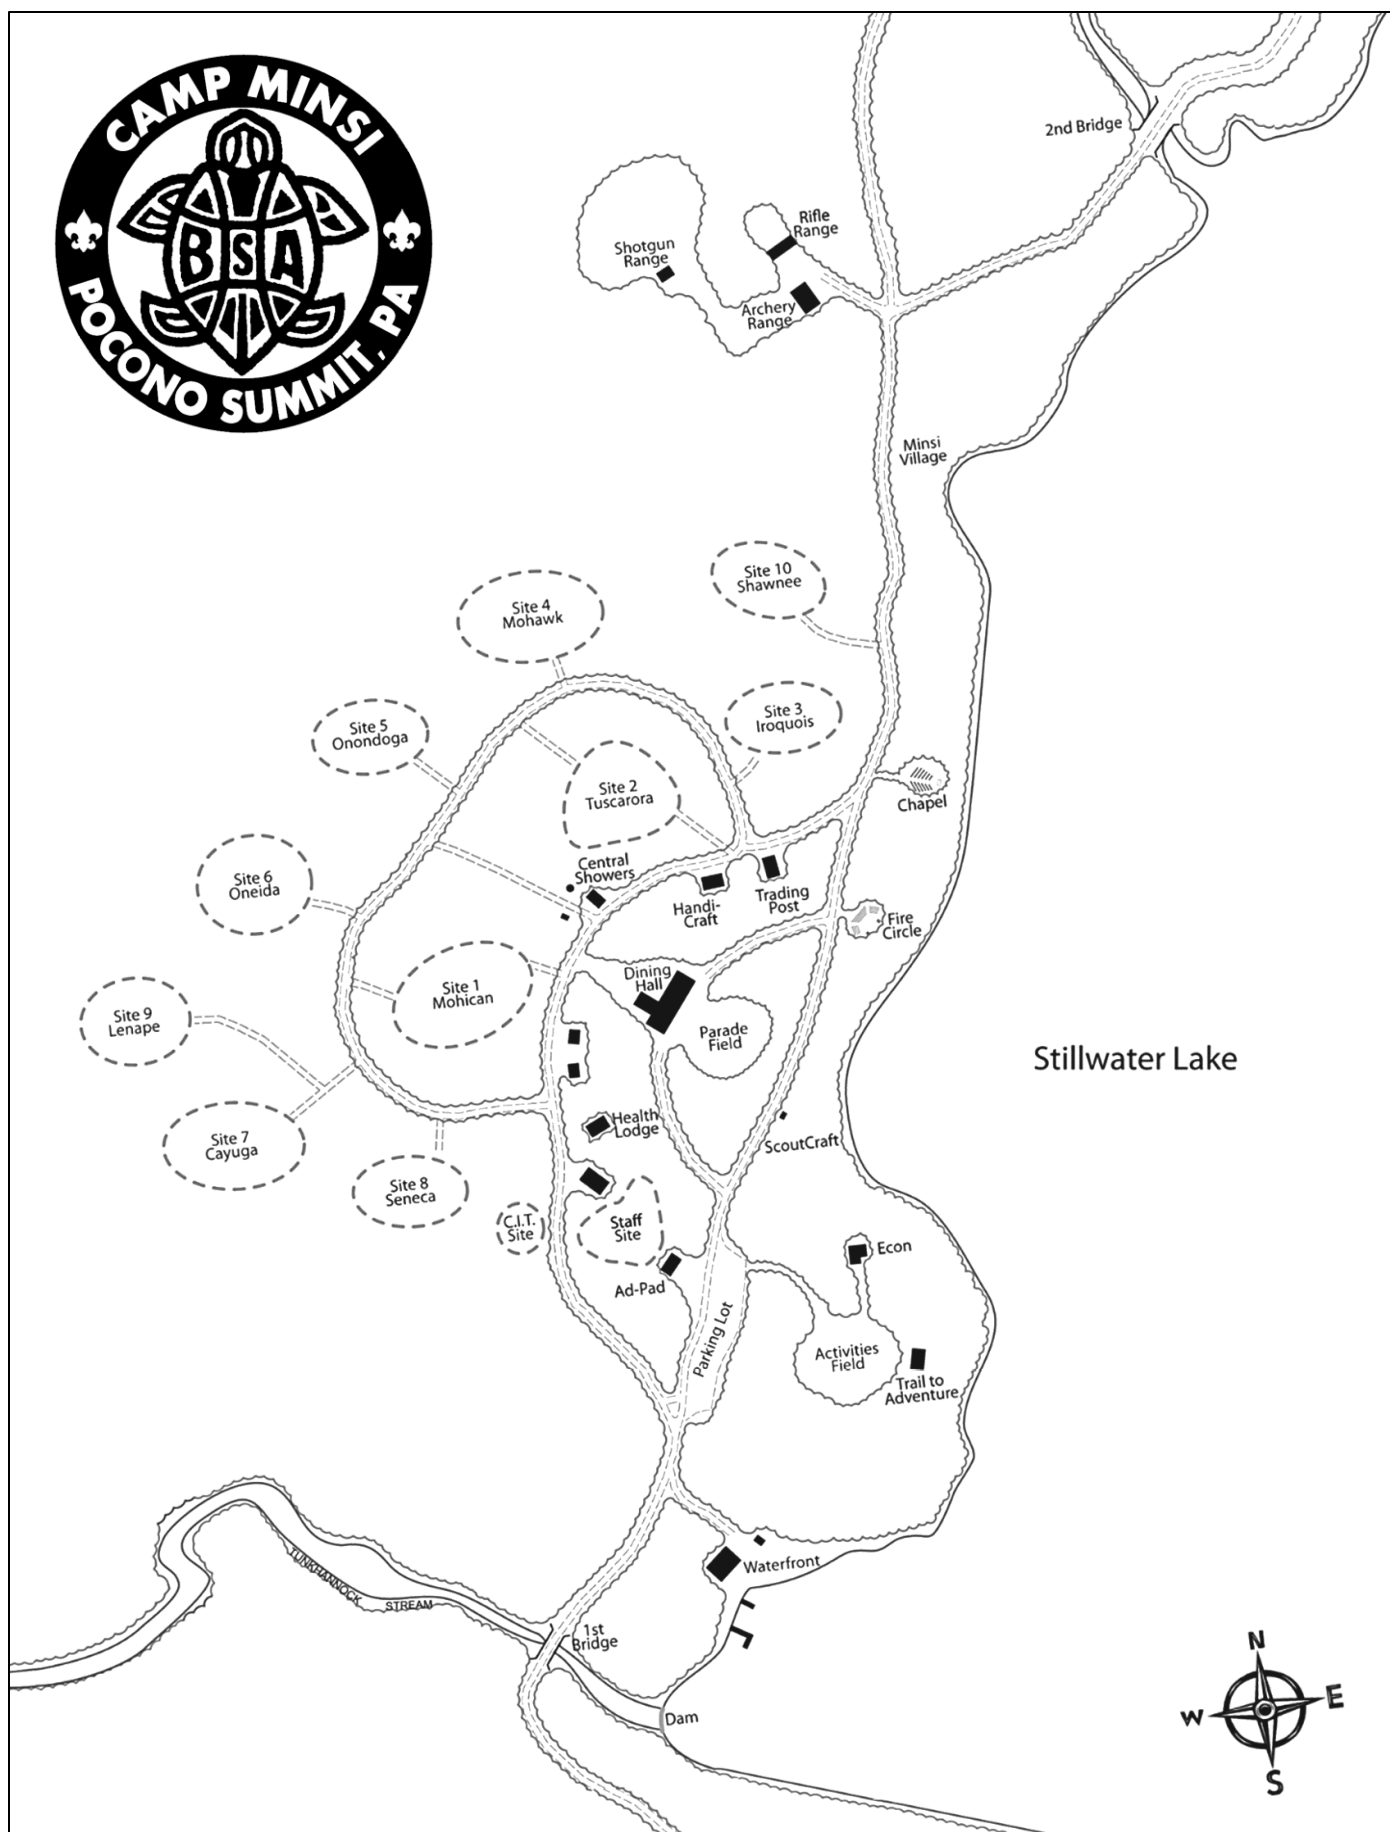 CAMP MINSI
BSA
POCONO SUMMIT, PA
2nd Bridge
Rifle
Range
Shotgun
Range
Archery
Range
Minsi
Village
Site 10
Shawnee
Site 4
Mohawk
Site 3
Iroquois
Site 5
Onondoga
Site 2
Tuscarora
Chapel
Central
Showers
Site 6
Oneida
Handi-
Craft
Trading
Post
Fire
Circle
Dining
Hall
Site 1
Mohican
Site 9
Lenape
Parade
Field
Stillwater Lake
Health
Lodge
ScoutCraft
Site 7
Cayuga
Site 8
Seneca
C.I.T.
Site
Staff
Site
Econ
Ad-Pad
Parking Lot
Activities
Field
Trail to
Adventure
Waterfront
TUNKHANNOCK
STREAM
1st
Bridge
Dam
N
W
E
S